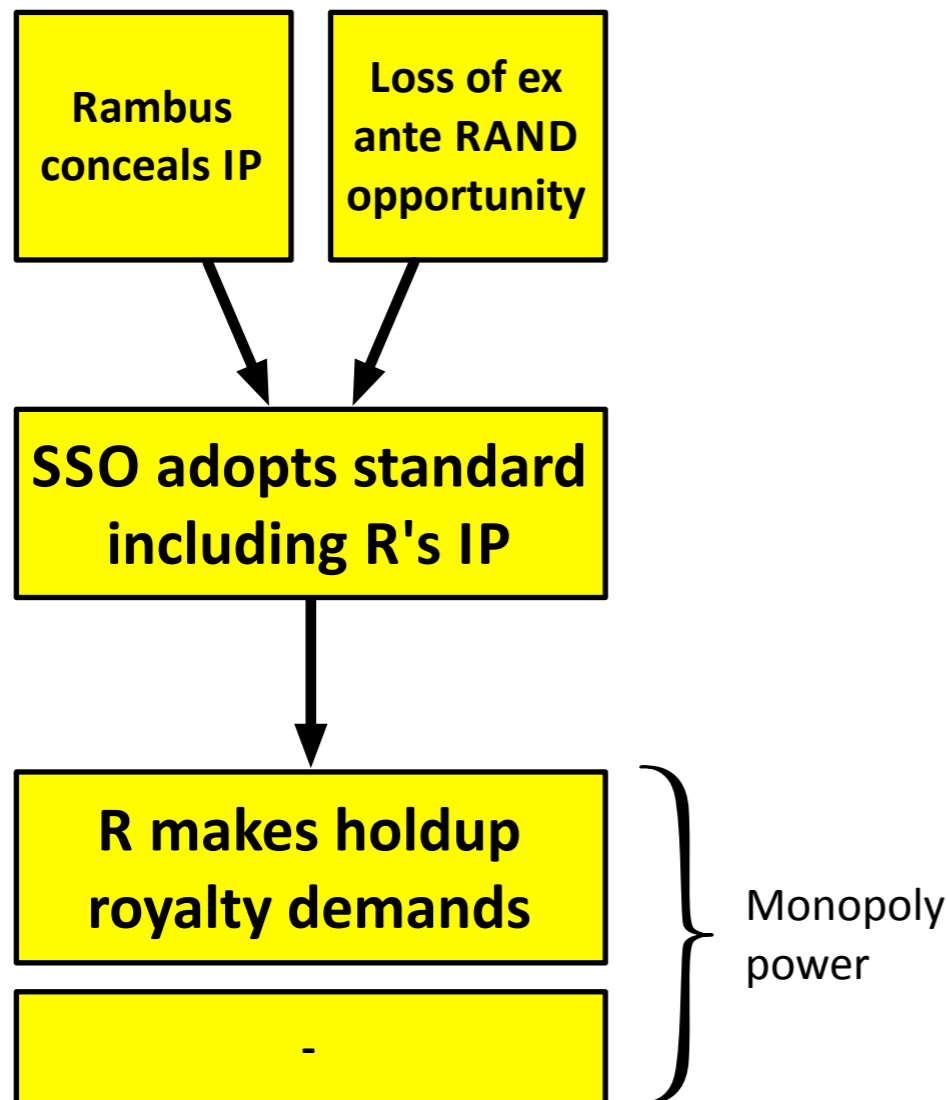 Rambus
conceals IP
Loss of ex
ante RAND
opportunity
SSO adopts standard
including R's IP
R makes holdup
royalty demands
Monopoly
power
-